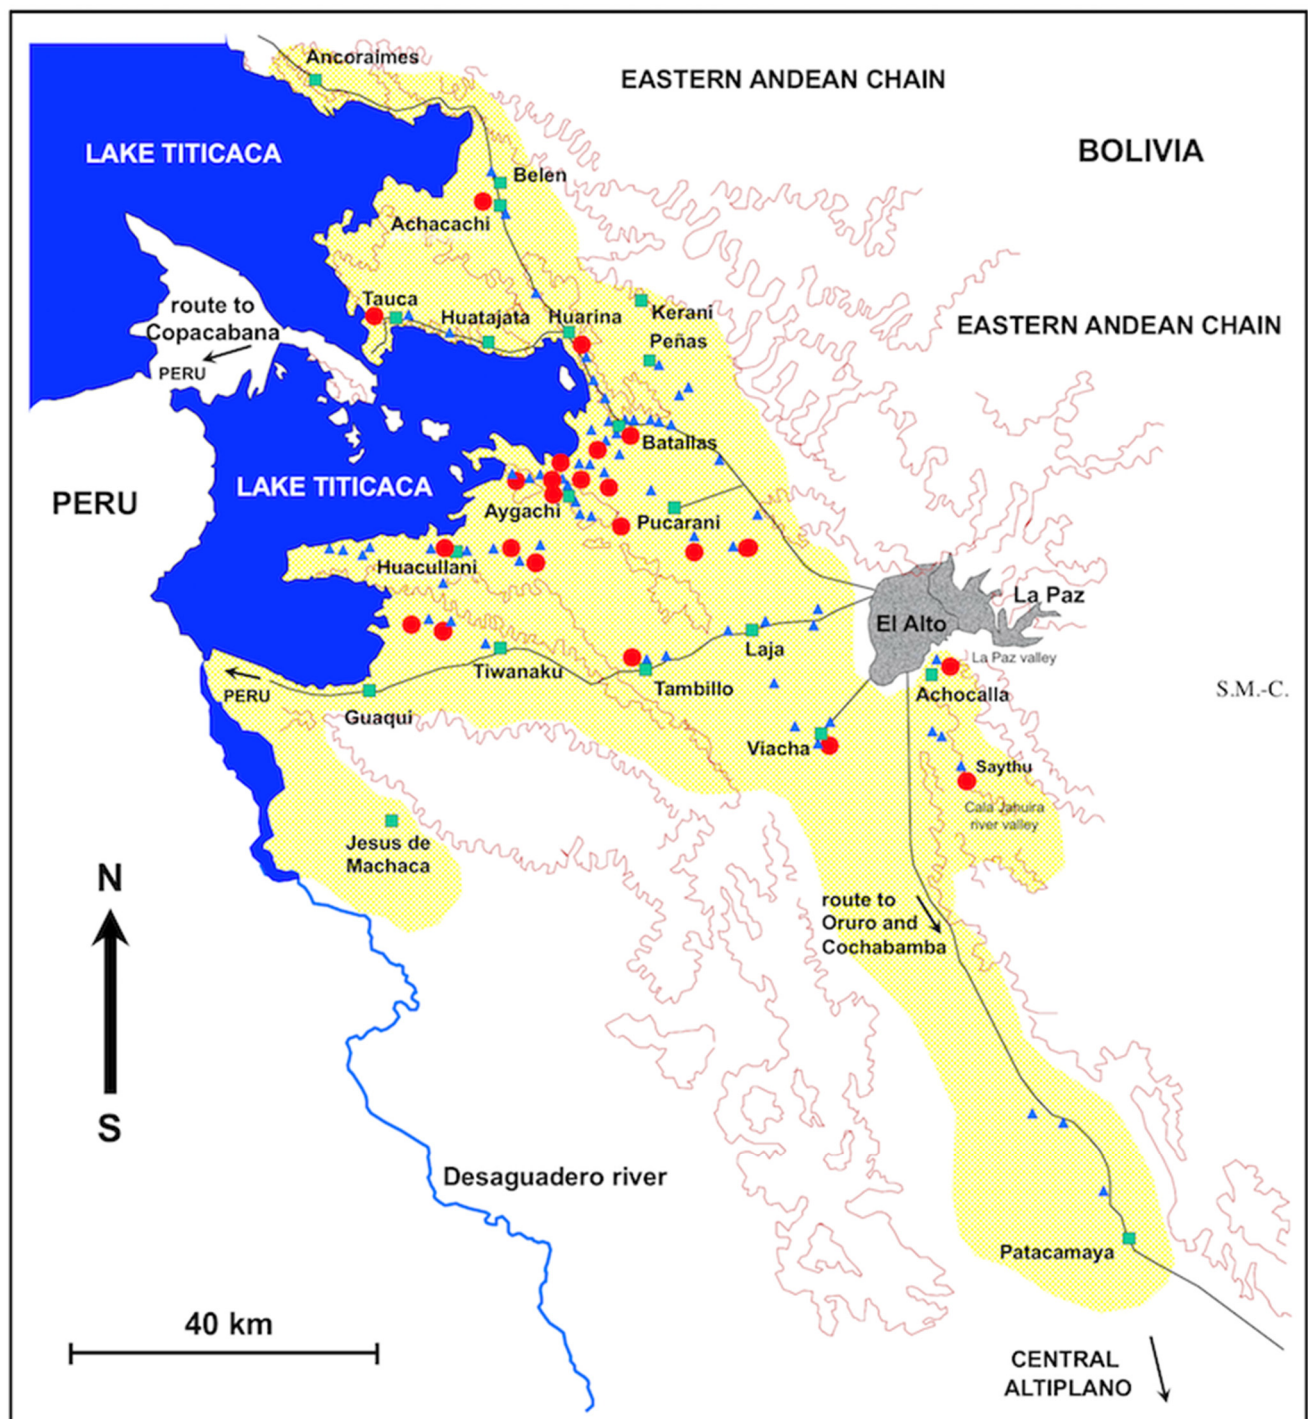 Ancoraimes
EASTERN ANDEAN CHAIN
LAKE TITICACA
BOLIVIA
Belen
Achacachi
route to
Copacabana
PERU
Tauca
Huatajata
Huarina
Kerani
Peñas
EASTERN ANDEAN CHAIN
Batallas
PERU
LAKE TITICACA
Aygachi
Pucarani
Huacullani
La Paz
El Alto
Laja
La Paz valley
Tiwanaku
Tambillo
Achocalla
S.M.-C.
PERU
Guaqui
Viacha
Saythu
Cala Jahuira
river valley
Jesus de
Machaca
N
S
route to
Oruro and
Cochabamba
Desaguadero river
Patacamaya
40 km
CENTRAL
ALTIPLANO